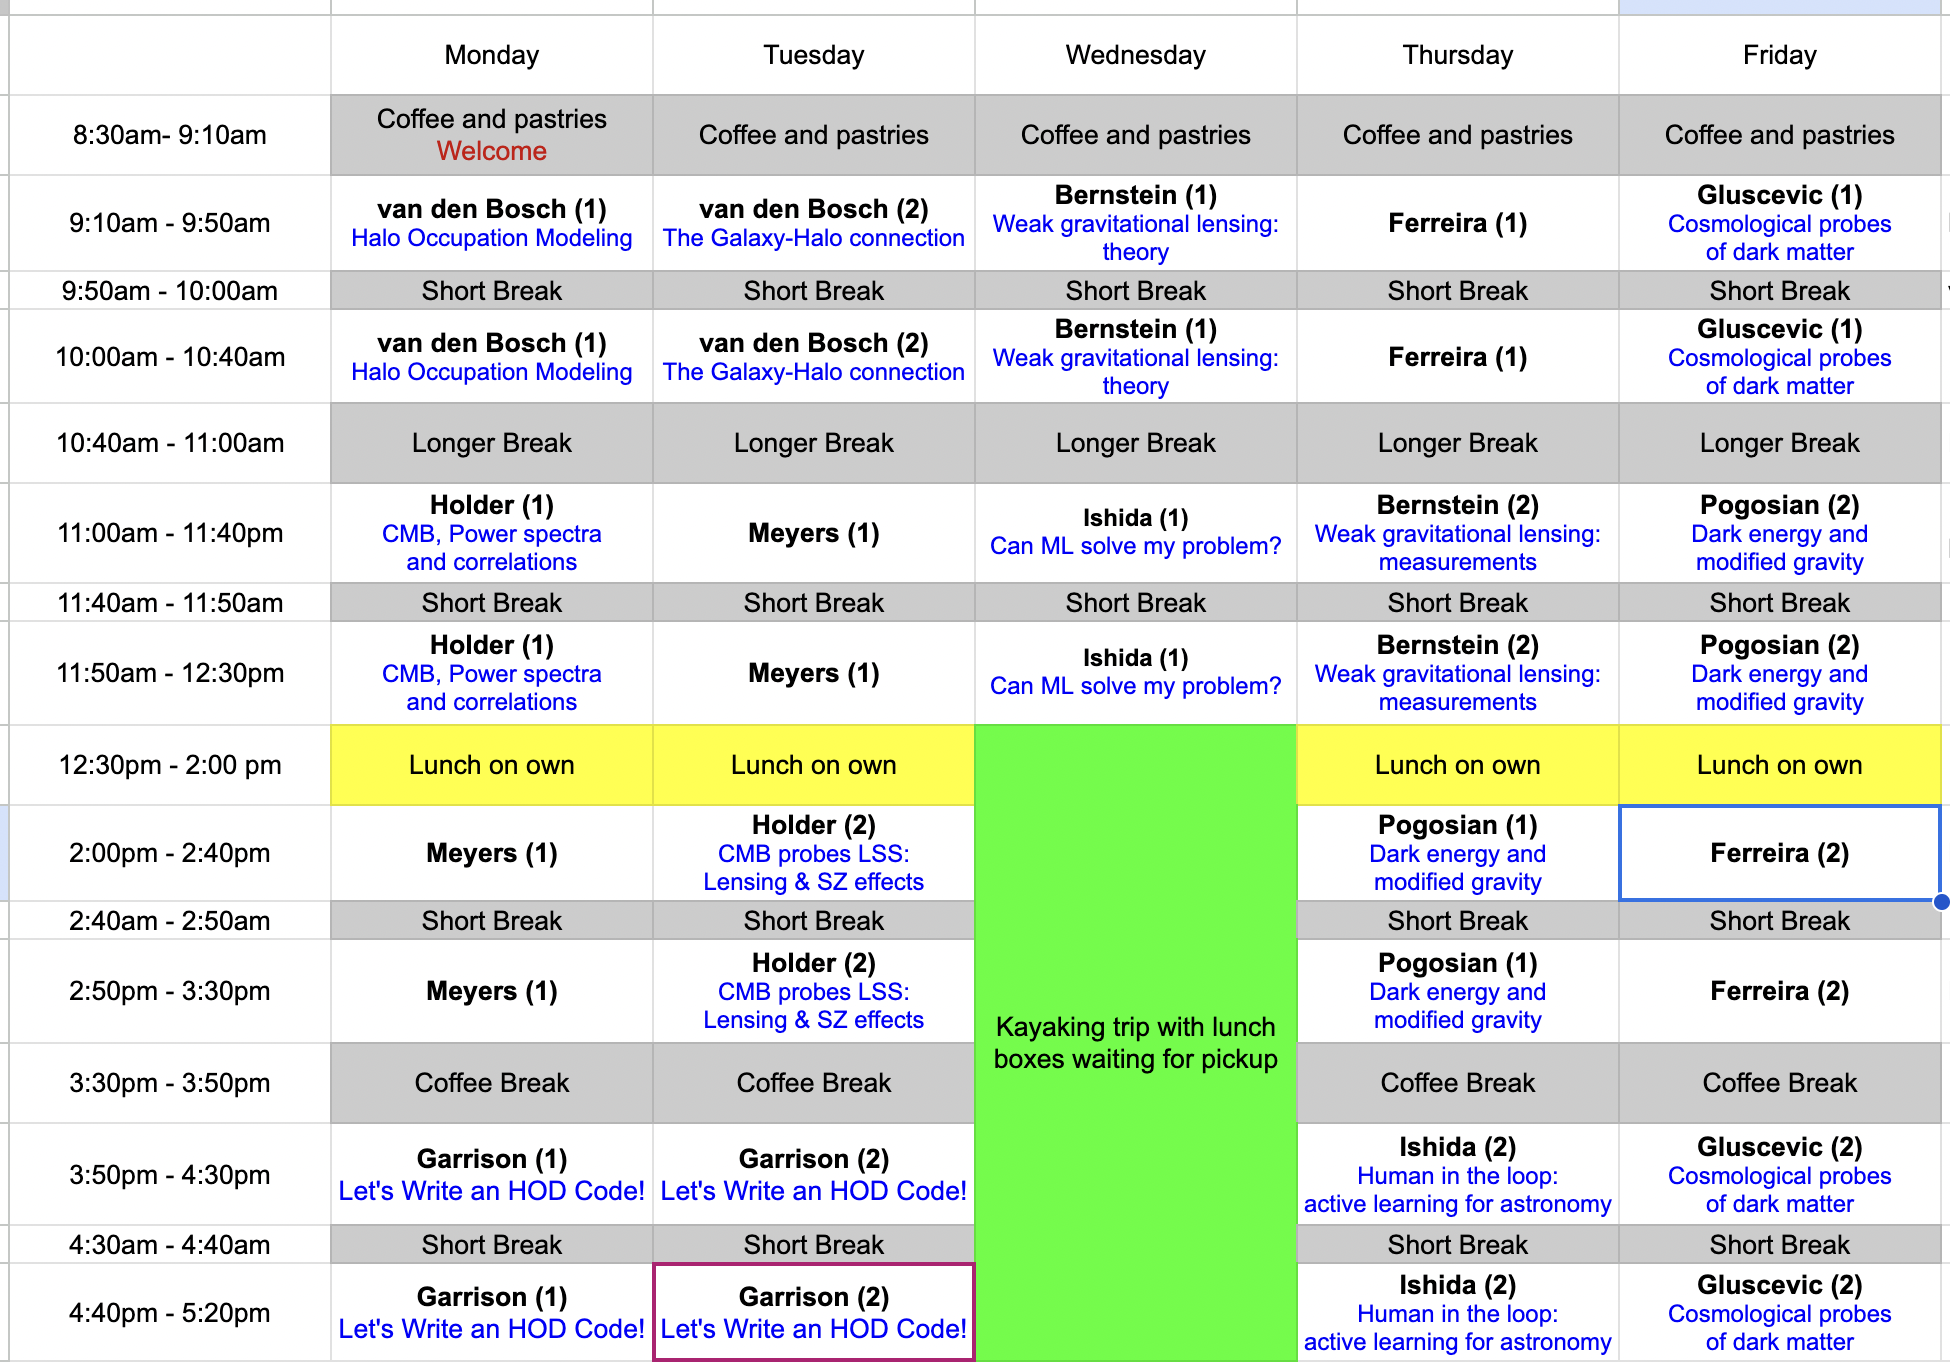 Monday Tuesday Wednesday Thursday Friday
8:30am- 9:10am
Coffee and pastries
Welcome
Coffee and pastries
Coffee and pastries
Coffee and pastries
Coffee and pastries
9:10am - 9:50am
van den Bosch (1)
Halo Occupation Modeling
van den Bosch (2)
The Galaxy-Halo connection
Bernstein (1)
Weak gravitational lensing:
theory
Ferreira (1)
Gluscevic (1)
Cosmological probes
of dark matter
9:50am - 10:00am
Short Break
Short Break
Short Break
Short Break
Short Break
10:00am - 10:40am
van den Bosch (1)
Halo Occupation Modeling
van den Bosch (2)
The Galaxy-Halo connection
Bernstein (1)
Weak gravitational lensing:
theory
Ferreira (1)
Gluscevic (1)
Cosmological probes
of dark matter
10:40am - 11:00am
Longer Break
Longer Break
Longer Break
Longer Break
Longer Break
11:00am - 11:40pm
Holder (1)
CMB, Power spectra
and correlations
Meyers (1)
Ishida (1)
Can ML solve my problem?
Bernstein (2)
Weak gravitational lensing:
measurements
Pogosian (2)
Dark energy and
modified gravity
11:40am - 11:50am
Short Break
Short Break
Short Break
Short Break
Short Break
11:50am - 12:30pm
Holder (1)
CMB, Power spectra
and correlations
Meyers (1)
Ishida (1)
Can ML solve my problem?
Bernstein (2)
Weak gravitational lensing:
measurements
Pogosian (2)
Dark energy and
modified gravity
12:30pm - 2:00 pm
Lunch on own
Lunch on own
Lunch on own
Lunch on own
2:00pm - 2:40pm
Meyers (1)
Holder (2)
CMB probes LSS:
Lensing & SZ effects
Pogosian (1)
Dark energy and
modified gravity
Ferreira (2)
2:40am - 2:50am
Short Break
Short Break
Short Break
Short Break
2:50pm - 3:30pm
Meyers (1)
Holder (2)
CMB probes LSS:
Lensing & SZ effects
Kayaking trip with lunch
boxes waiting for pickup
Pogosian (1)
Dark energy and
modified gravity
Ferreira (2)
3:30pm - 3:50pm
Coffee Break
Coffee Break
Coffee Break
Coffee Break
3:50pm - 4:30pm
Garrison (1)
Let's Write an HOD Code!
Garrison (2)
Let's Write an HOD Code!
Ishida (2)
Human in the loop:
active learning for astronomy
Gluscevic (2)
Cosmological probes
of dark matter
4:30am - 4:40am
Short Break
Short Break
Short Break
Short Break
4:40pm - 5:20pm
Garrison (1)
Let's Write an HOD Code!
Garrison (2)
Let's Write an HOD Code!
Ishida (2)
Human in the loop:
active learning for astronomy
Gluscevic (2)
Cosmological probes
of dark matter